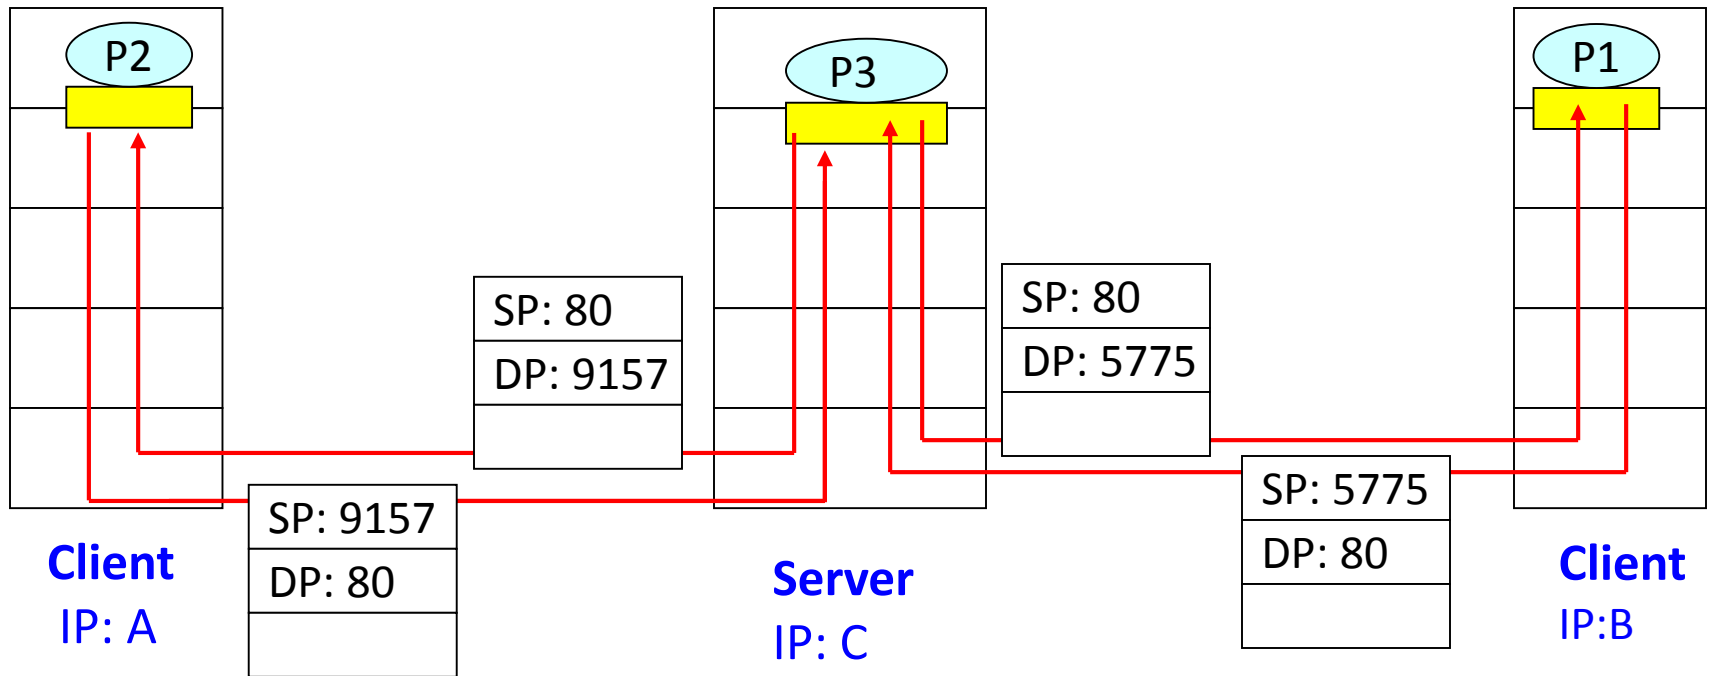 P2
P3
P1
SP: 80
DP: 9157
SP: 80
DP: 5775
SP: 9157
DP: 80
SP: 5775
DP: 80
Client
IP: A
Server
IP: C
Client
IP:B